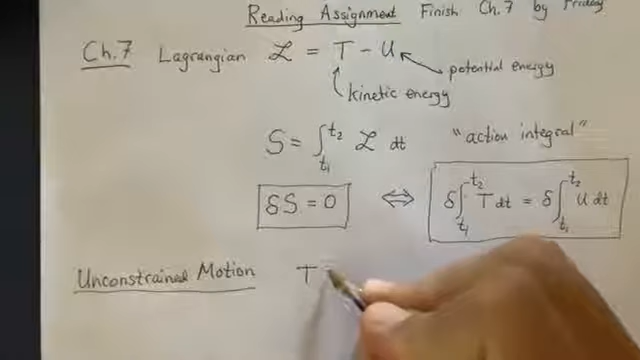 Reading Assignment Finish Ch. 7 by Friday
Ch. 7 Lagrangian ℒ = T - U
potential energy
kinetic energy
S = ∫_{t₁}^{t₂} ℒ dt "action integral"
δS = 0 ⇔ δ∫_{t₁}^{t₂} T dt = δ∫_{t₁}^{t₂} U dt
Unconstrained Motion T